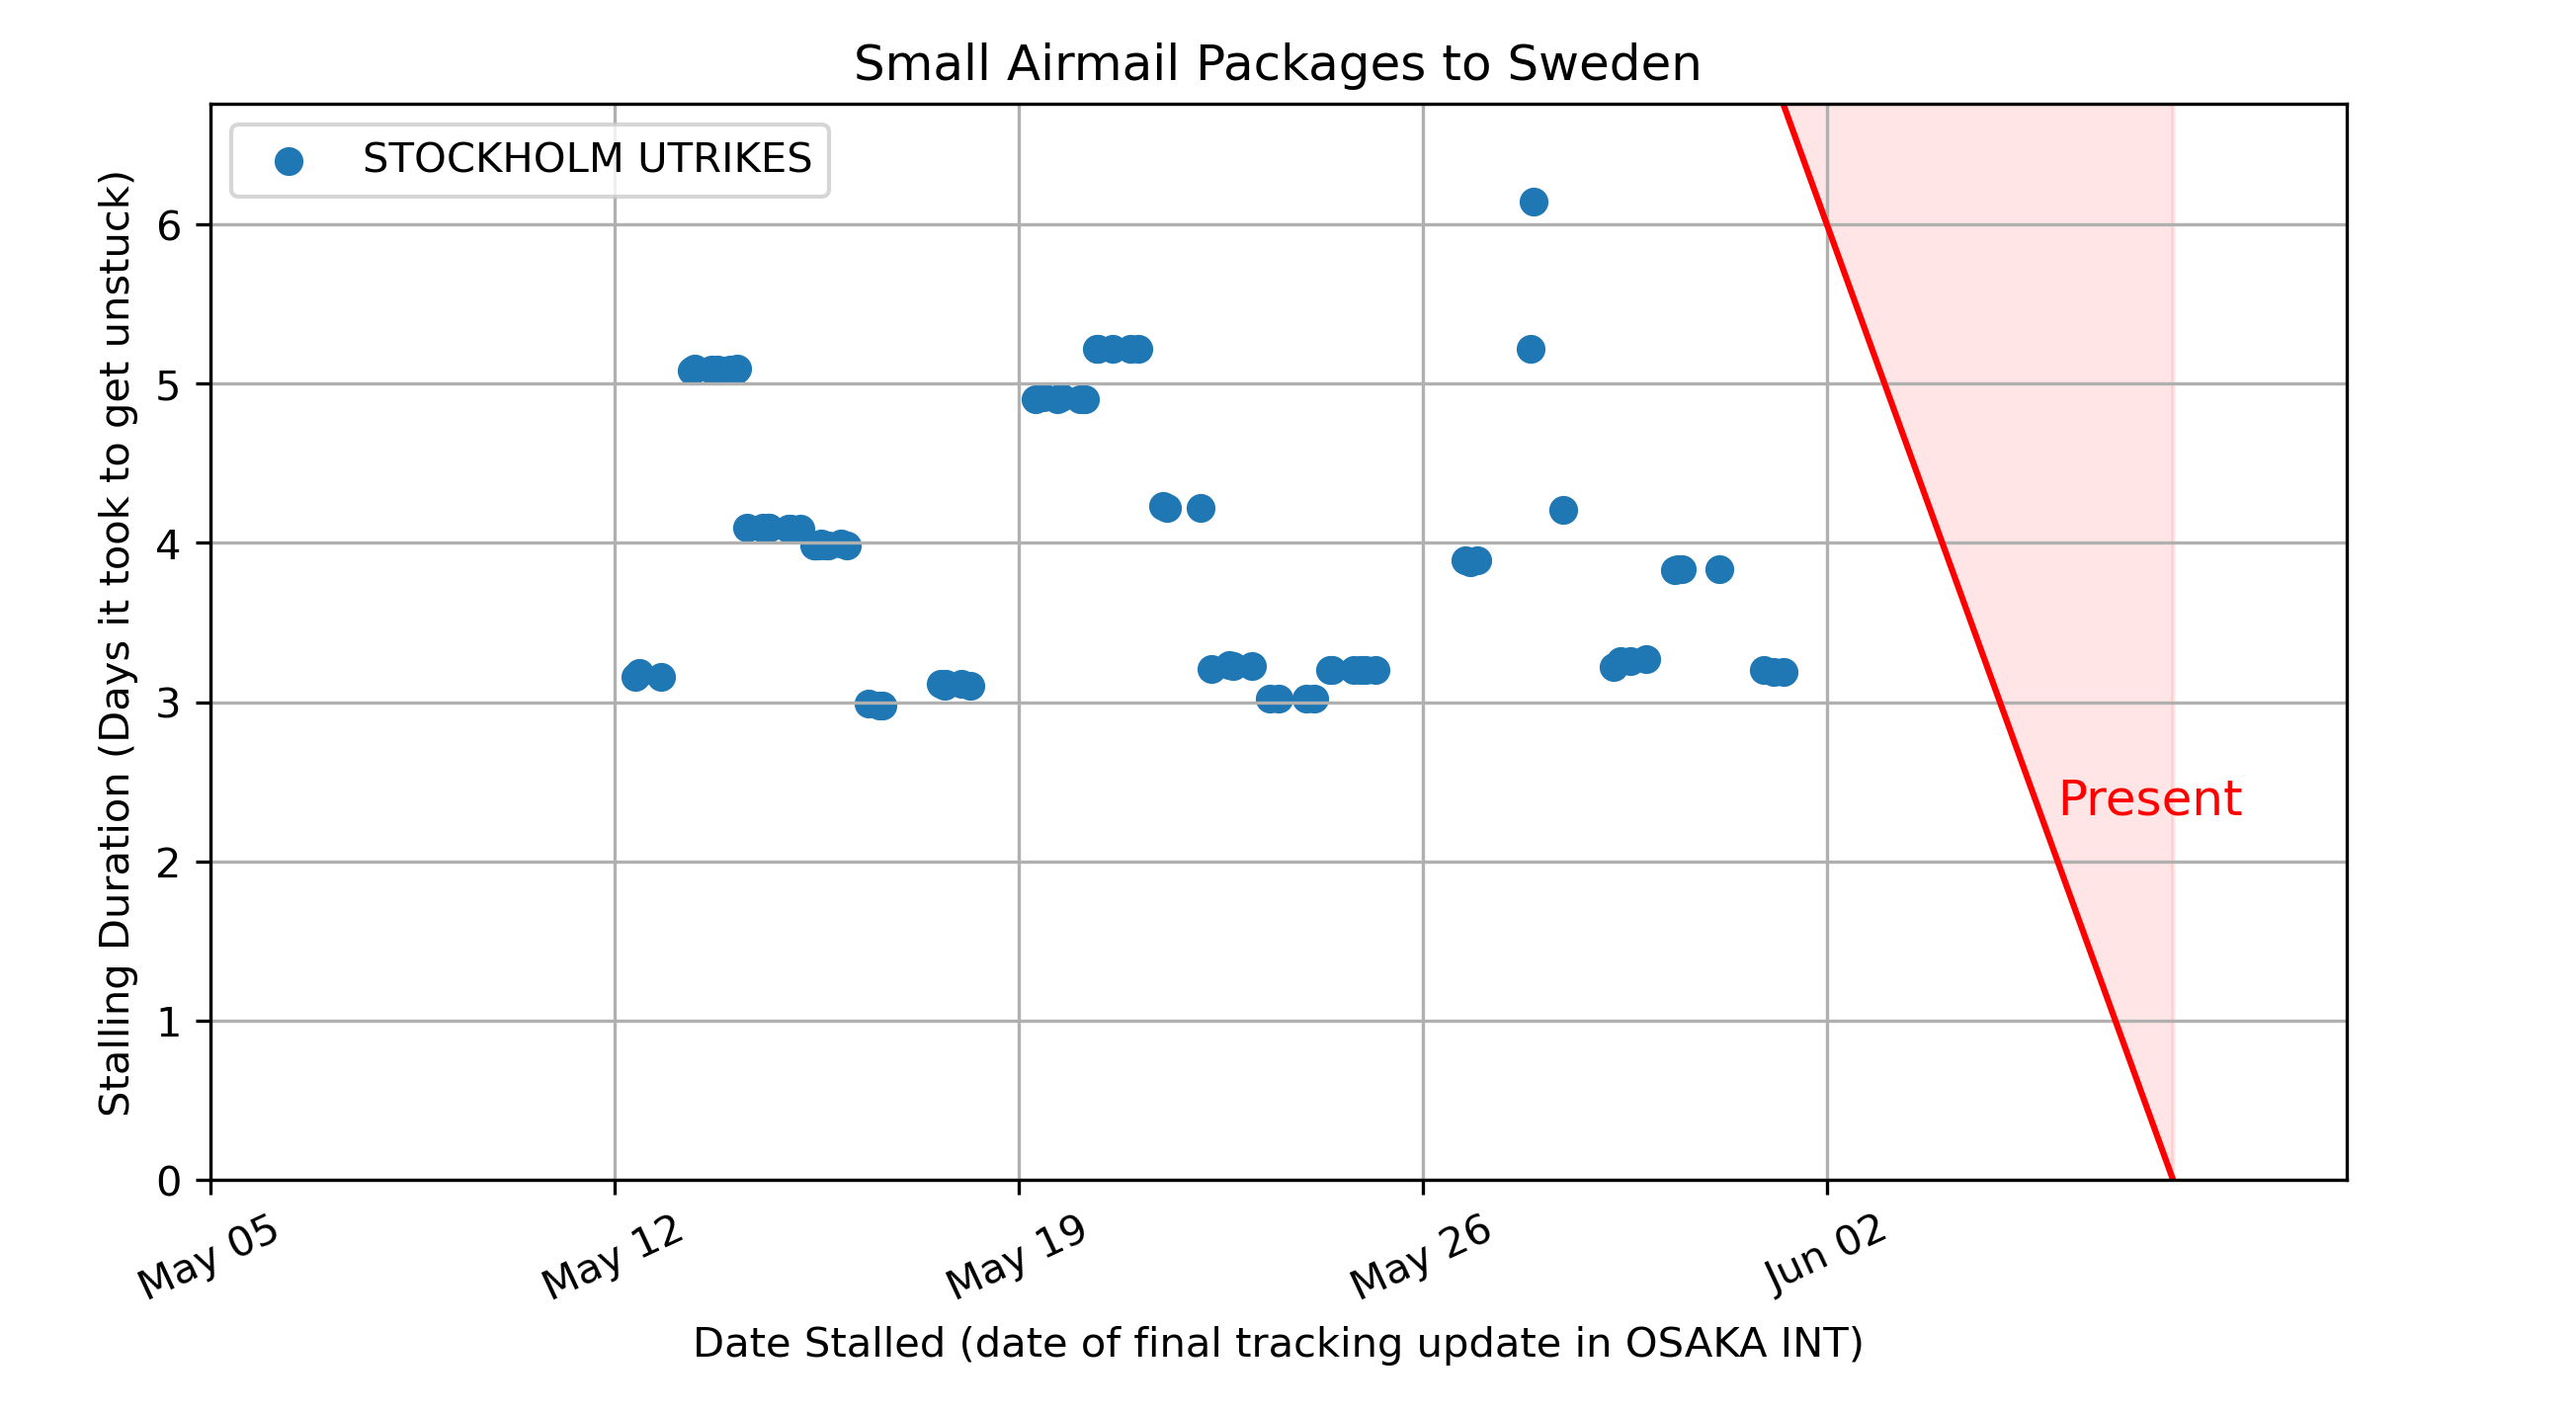 Small Airmail Packages to Sweden
STOCKHOLM UTRIKES
Stalling Duration (Days it took to get unstuck)
6
5
4
3
2
1
0
Present
May 05
May 12
May 19
May 26
Jun 02
Date Stalled (date of final tracking update in OSAKA INT)